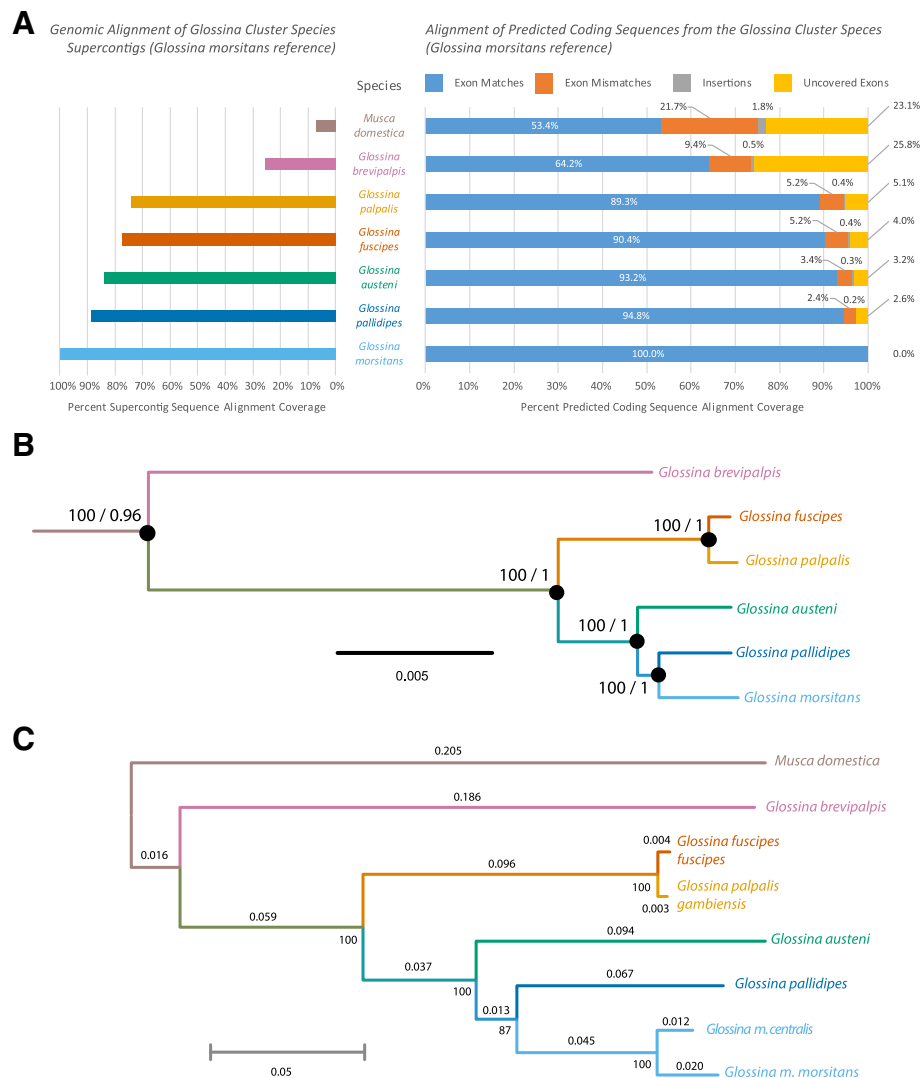 A
Genomic Alignment of Glossina Cluster Species
Supercontigs (Glossina morsitans reference)
Alignment of Predicted Coding Sequences from the Glossina Cluster Speces
(Glossina morsitans reference)
Species
Exon Matches
Exon Mismatches
Insertions
Uncovered Exons
Musca
domestica
53.4%
21.7%
1.8%
23.1%
Glossina
brevipalpis
64.2%
9.4%
0.5%
25.8%
Glossina
palpalis
89.3%
5.2%
0.4%
5.1%
Glossina
fuscipes
90.4%
5.2%
0.4%
4.0%
Glossina
austeni
93.2%
3.4%
0.3%
3.2%
Glossina
pallidipes
94.8%
2.4%
0.2%
2.6%
Glossina
morsitans
100.0%
0.0%
100% 90% 80% 70% 60% 50% 40% 30% 20% 10% 0%
0% 10% 20% 30% 40% 50% 60% 70% 80% 90% 100%
Percent Supercontig Sequence Alignment Coverage
Percent Predicted Coding Sequence Alignment Coverage
B
Glossina brevipalpis
100 / 0.96
100 / 1
Glossina fuscipes
Glossina palpalis
100 / 1
Glossina austeni
100 / 1
Glossina pallidipes
100 / 1
Glossina morsitans
0.005
C
0.205
Musca domestica
0.186
Glossina brevipalpis
0.016
0.004
Glossina fuscipes
fuscipes
0.096
100
Glossina palpalis
gambiensis
0.003
0.059
100
0.094
Glossina austeni
0.037
100
0.067
Glossina pallidipes
0.013
87
0.012
Glossina m. centralis
0.045
100
0.020
Glossina m. morsitans
0.05